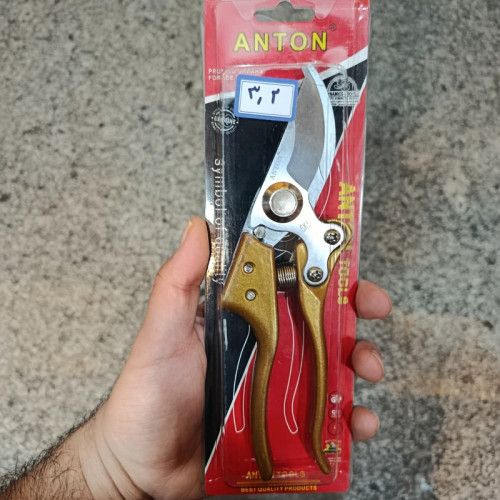 ANTON®
۳٫۲
Symbol of quality
ANTON TOOLS
ANTON TOOLS
BEST QUALITY PRODUCTS